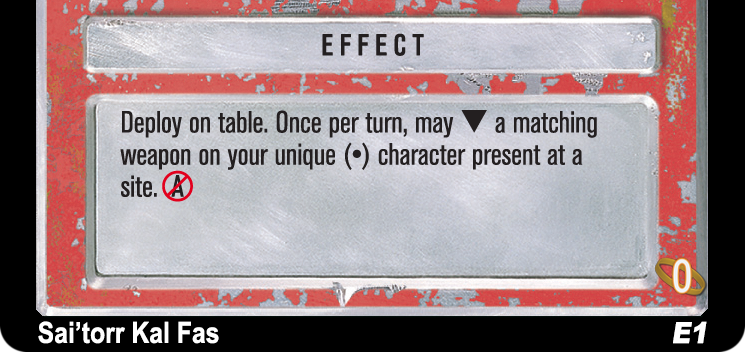 EFFECT
Deploy on table. Once per turn, may ▼ a matching
weapon on your unique (•) character present at a
site. A
0
Sai'torr Kal Fas E1